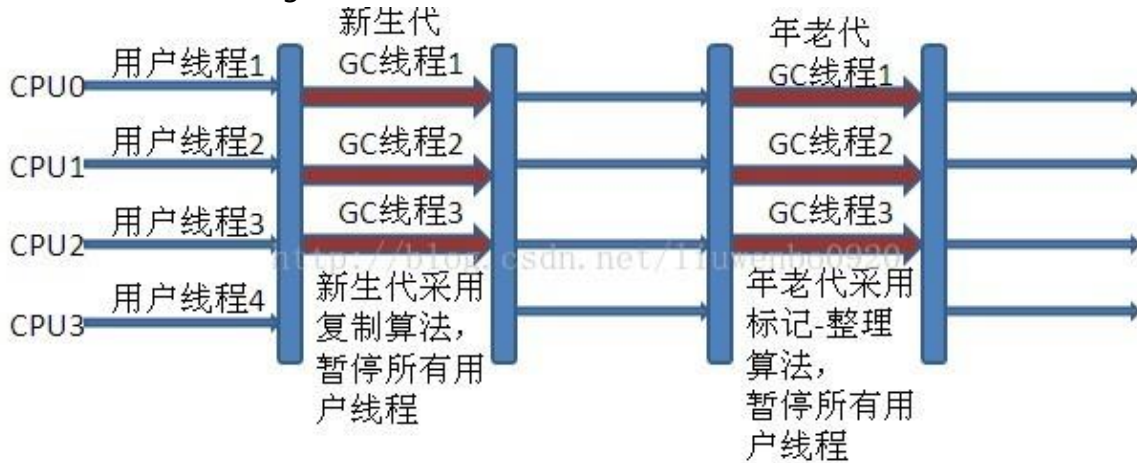 新生代
年老代
用户线程1
GC线程1
GC线程1
CPU0
用户线程2
GC线程2
GC线程2
CPU1
用户线程3
GC线程3
GC线程3
CPU2
http://blog.csdn.net/liuwenbo0920
用户线程4
CPU3
新生代采用
复制算法，
暂停所有用
户线程
年老代采用
标记-整理
算法，
暂停所有用
户线程